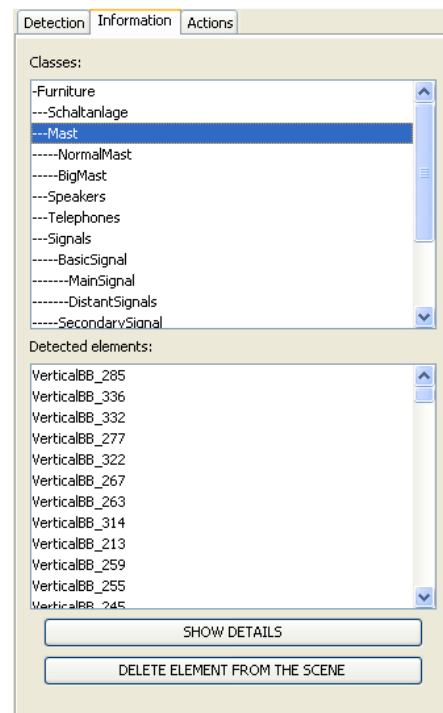 Detection Information Actions
Classes:
-Furniture
---Schaltanlage
---Mast
-----NormalMast
-----BigMast
---Speakers
---Telephones
---Signals
-----BasicSignal
-------MainSignal
-------DistantSignals
-----SecondarySignal
Detected elements:
VerticalBB_285
VerticalBB_336
VerticalBB_332
VerticalBB_277
VerticalBB_322
VerticalBB_267
VerticalBB_263
VerticalBB_314
VerticalBB_213
VerticalBB_259
VerticalBB_255
VerticalBB_245
SHOW DETAILS
DELETE ELEMENT FROM THE SCENE